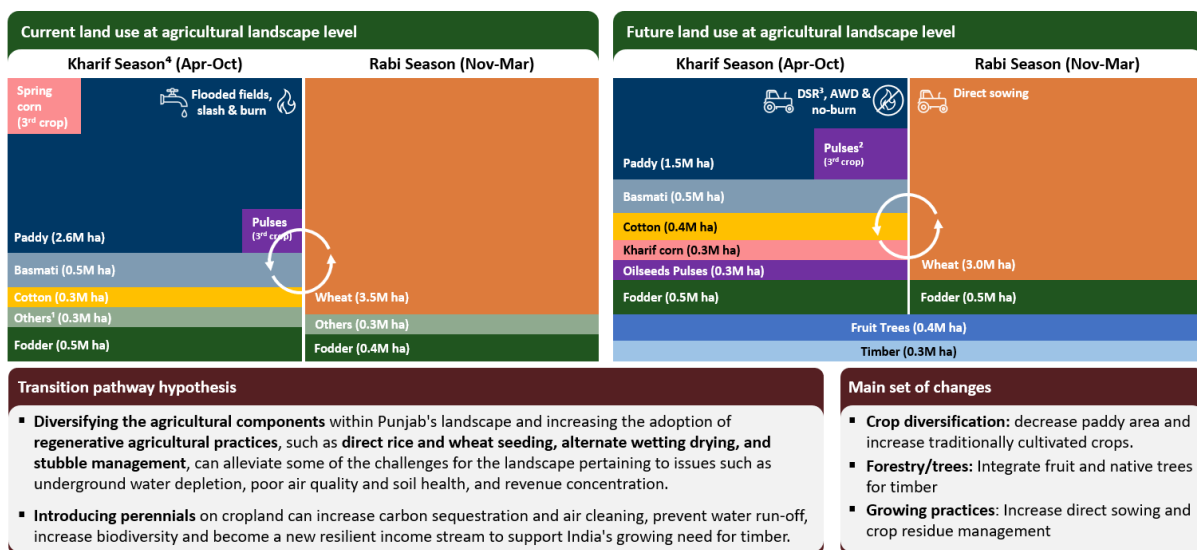 Current land use at agricultural landscape level
Kharif Season⁴ (Apr-Oct)
Rabi Season (Nov-Mar)
Spring
corn
(3rd crop)
Flooded fields,
slash & burn
Pulses
(3rd crop)
Paddy (2.6M ha)
Basmati (0.5M ha)
Cotton (0.3M ha)
Others¹ (0.3M ha)
Fodder (0.5M ha)
Wheat (3.5M ha)
Others (0.3M ha)
Fodder (0.4M ha)
Future land use at agricultural landscape level
Kharif Season (Apr-Oct)
Rabi Season (Nov-Mar)
DSR³, AWD &
no-burn
Direct sowing
Pulses²
(3rd crop)
Paddy (1.5M ha)
Basmati (0.5M ha)
Cotton (0.4M ha)
Kharif corn (0.3M ha)
Oilseeds Pulses (0.3M ha)
Fodder (0.5M ha)
Wheat (3.0M ha)
Fodder (0.5M ha)
Fruit Trees (0.4M ha)
Timber (0.3M ha)
Transition pathway hypothesis
▪ Diversifying the agricultural components within Punjab's landscape and increasing the adoption of
regenerative agricultural practices, such as direct rice and wheat seeding, alternate wetting drying, and
stubble management, can alleviate some of the challenges for the landscape pertaining to issues such as
underground water depletion, poor air quality and soil health, and revenue concentration.
▪ Introducing perennials on cropland can increase carbon sequestration and air cleaning, prevent water run-off,
increase biodiversity and become a new resilient income stream to support India's growing need for timber.
Main set of changes
▪ Crop diversification: decrease paddy area and
increase traditionally cultivated crops.
▪ Forestry/trees: Integrate fruit and native trees
for timber
▪ Growing practices: Increase direct sowing and
crop residue management